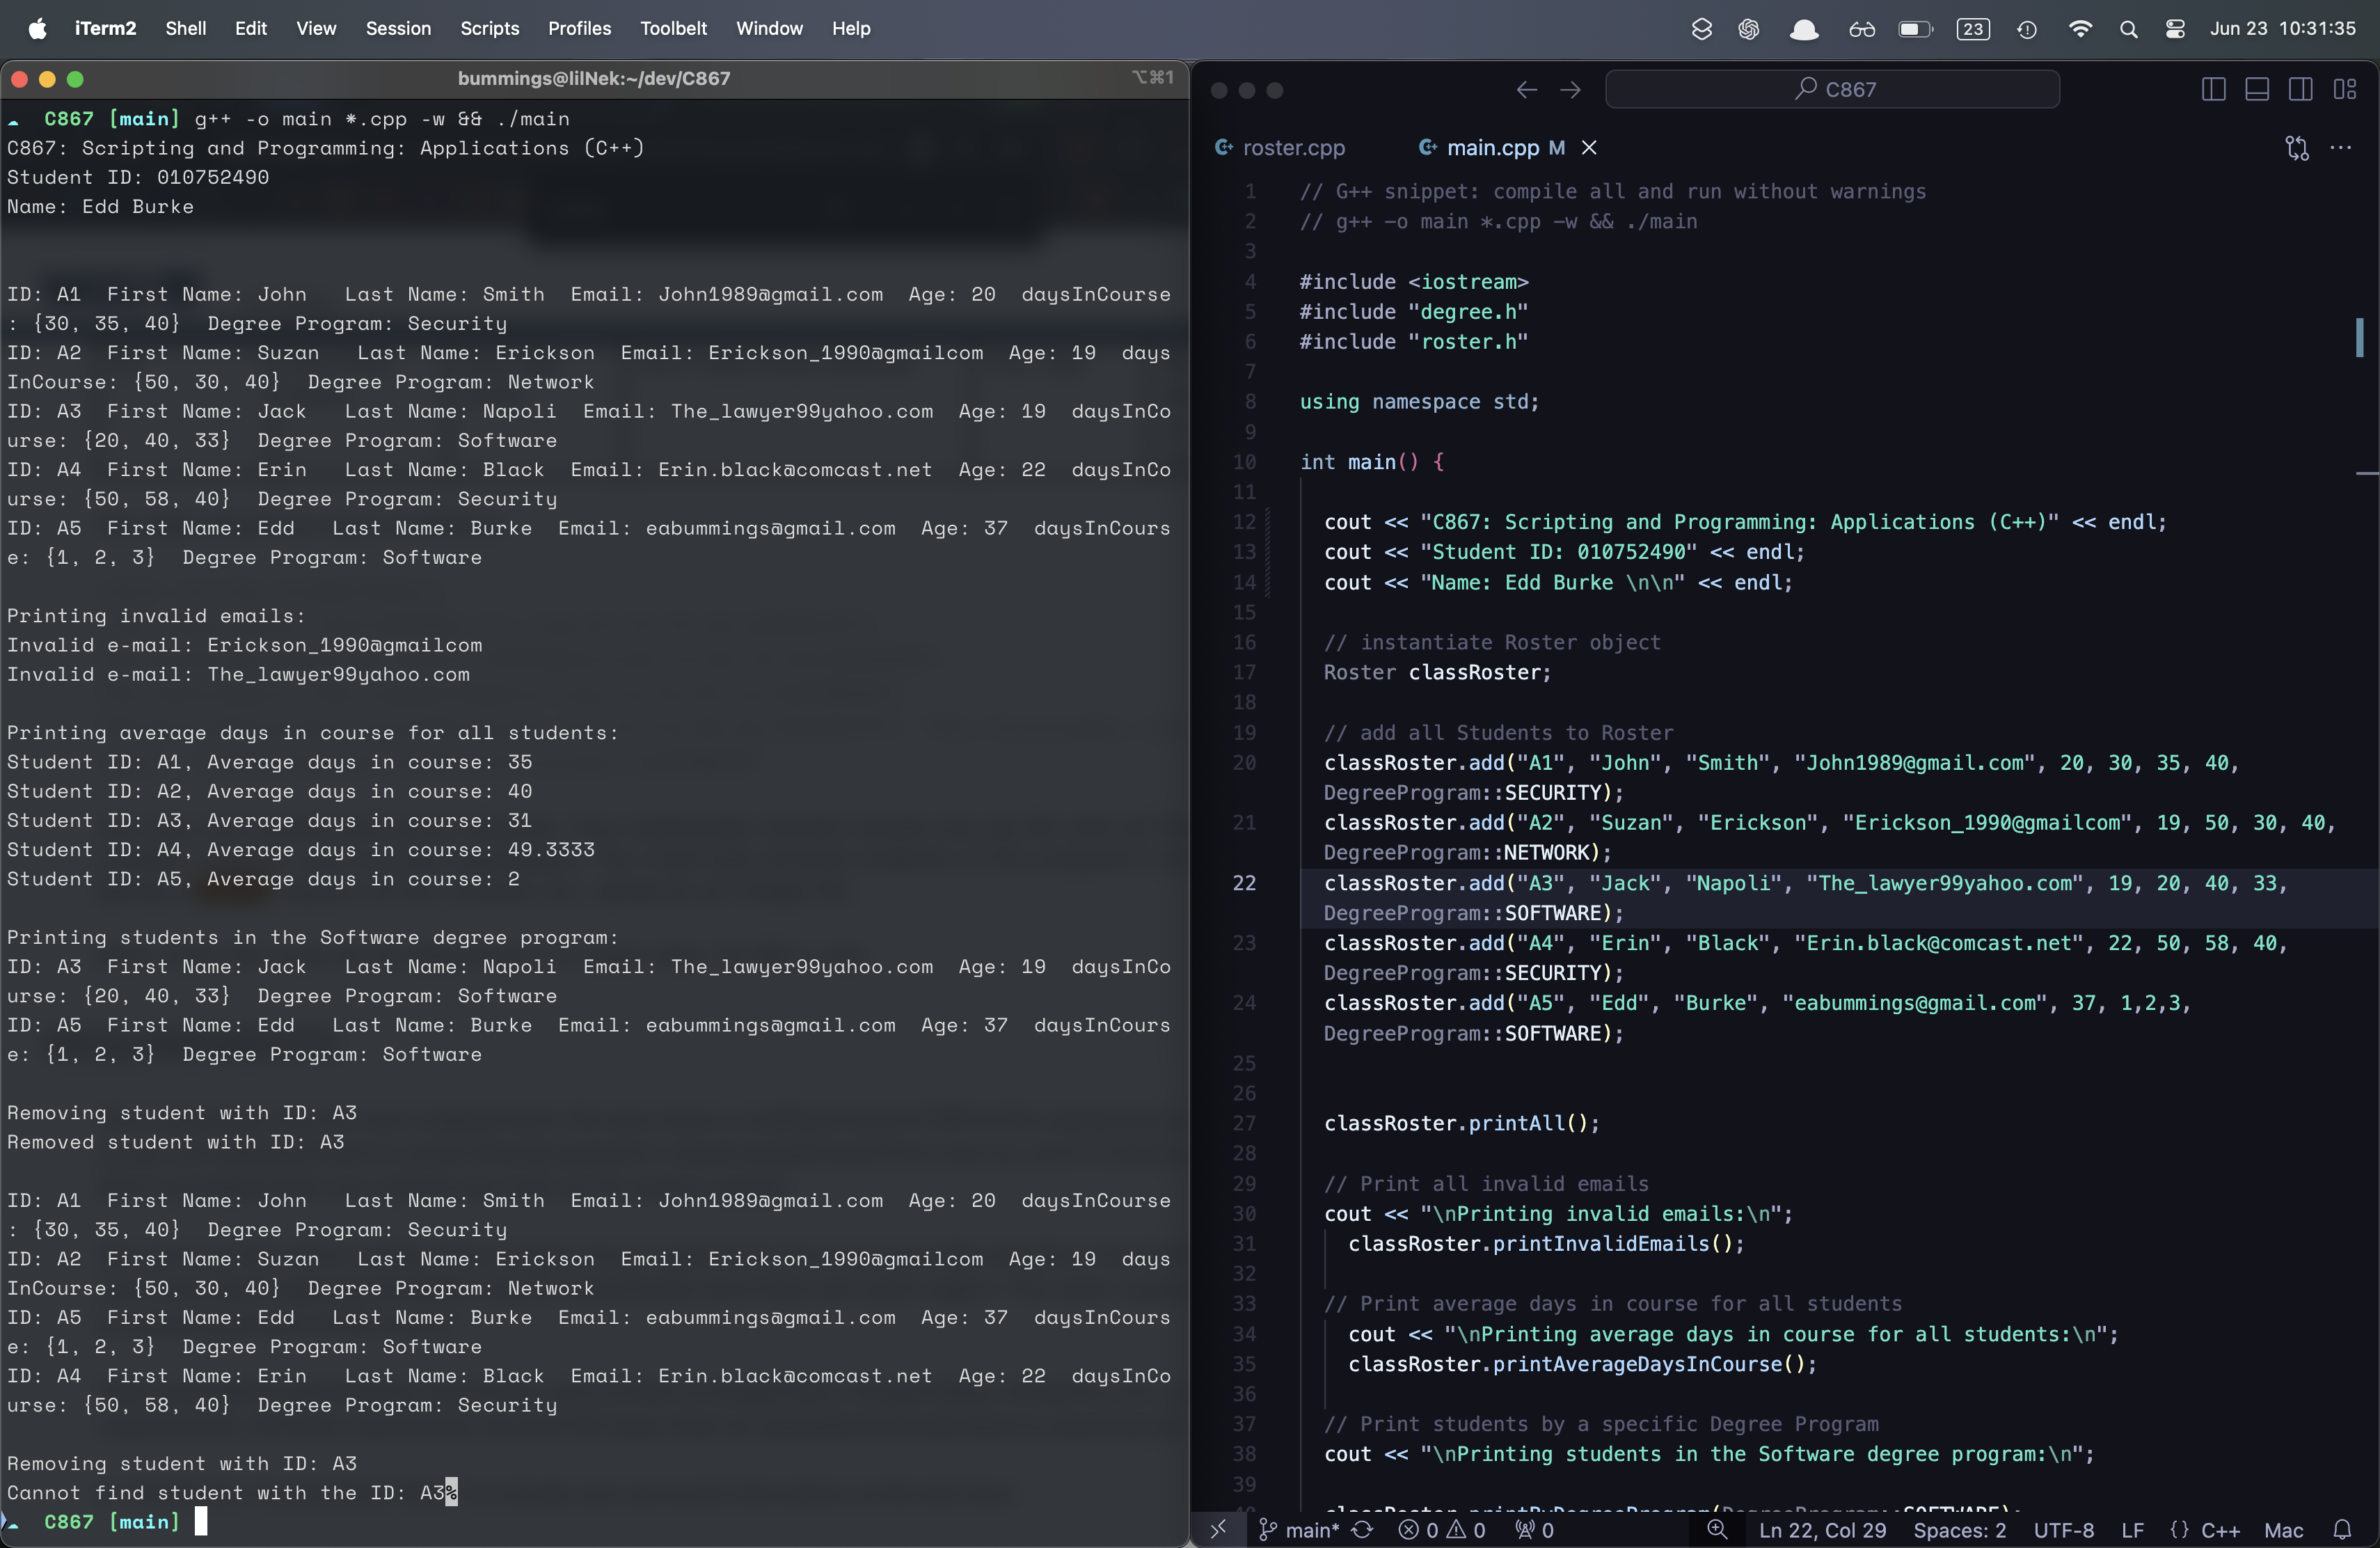 iTerm2 Shell Edit View Session Scripts Profiles Toolbelt Window Help 23 Jun 23 10:31:35
bummings@lilNek:~/dev/C867 ⌥⌘1
C867 [main] g++ -o main *.cpp -w && ./main
C867: Scripting and Programming: Applications (C++)
Student ID: 010752490
Name: Edd Burke
ID: A1 First Name: John Last Name: Smith Email: John1989@gmail.com Age: 20 daysInCourse
: {30, 35, 40} Degree Program: Security
ID: A2 First Name: Suzan Last Name: Erickson Email: Erickson_1990@gmailcom Age: 19 days
InCourse: {50, 30, 40} Degree Program: Network
ID: A3 First Name: Jack Last Name: Napoli Email: The_lawyer99yahoo.com Age: 19 daysInCo
urse: {20, 40, 33} Degree Program: Software
ID: A4 First Name: Erin Last Name: Black Email: Erin.black@comcast.net Age: 22 daysInCo
urse: {50, 58, 40} Degree Program: Security
ID: A5 First Name: Edd Last Name: Burke Email: eabummings@gmail.com Age: 37 daysInCours
e: {1, 2, 3} Degree Program: Software
Printing invalid emails:
Invalid e-mail: Erickson_1990@gmailcom
Invalid e-mail: The_lawyer99yahoo.com
Printing average days in course for all students:
Student ID: A1, Average days in course: 35
Student ID: A2, Average days in course: 40
Student ID: A3, Average days in course: 31
Student ID: A4, Average days in course: 49.3333
Student ID: A5, Average days in course: 2
Printing students in the Software degree program:
ID: A3 First Name: Jack Last Name: Napoli Email: The_lawyer99yahoo.com Age: 19 daysInCo
urse: {20, 40, 33} Degree Program: Software
ID: A5 First Name: Edd Last Name: Burke Email: eabummings@gmail.com Age: 37 daysInCours
e: {1, 2, 3} Degree Program: Software
Removing student with ID: A3
Removed student with ID: A3
ID: A1 First Name: John Last Name: Smith Email: John1989@gmail.com Age: 20 daysInCourse
: {30, 35, 40} Degree Program: Security
ID: A2 First Name: Suzan Last Name: Erickson Email: Erickson_1990@gmailcom Age: 19 days
InCourse: {50, 30, 40} Degree Program: Network
ID: A5 First Name: Edd Last Name: Burke Email: eabummings@gmail.com Age: 37 daysInCours
e: {1, 2, 3} Degree Program: Software
ID: A4 First Name: Erin Last Name: Black Email: Erin.black@comcast.net Age: 22 daysInCo
urse: {50, 58, 40} Degree Program: Security
Removing student with ID: A3
Cannot find student with the ID: A3%
C867 [main]
C867
roster.cpp main.cpp M
1 // G++ snippet: compile all and run without warnings
2 // g++ -o main *.cpp -w && ./main
3
4 #include <iostream>
5 #include "degree.h"
6 #include "roster.h"
7
8 using namespace std;
9
10 int main() {
11
12 cout << "C867: Scripting and Programming: Applications (C++)" << endl;
13 cout << "Student ID: 010752490" << endl;
14 cout << "Name: Edd Burke \n\n" << endl;
15
16 // instantiate Roster object
17 Roster classRoster;
18
19 // add all Students to Roster
20 classRoster.add("A1", "John", "Smith", "John1989@gmail.com", 20, 30, 35, 40,
DegreeProgram::SECURITY);
21 classRoster.add("A2", "Suzan", "Erickson", "Erickson_1990@gmailcom", 19, 50, 30, 40,
DegreeProgram::NETWORK);
22 classRoster.add("A3", "Jack", "Napoli", "The_lawyer99yahoo.com", 19, 20, 40, 33,
DegreeProgram::SOFTWARE);
23 classRoster.add("A4", "Erin", "Black", "Erin.black@comcast.net", 22, 50, 58, 40,
DegreeProgram::SECURITY);
24 classRoster.add("A5", "Edd", "Burke", "eabummings@gmail.com", 37, 1,2,3,
DegreeProgram::SOFTWARE);
25
26
27 classRoster.printAll();
28
29 // Print all invalid emails
30 cout << "\nPrinting invalid emails:\n";
31 classRoster.printInvalidEmails();
32
33 // Print average days in course for all students
34 cout << "\nPrinting average days in course for all students:\n";
35 classRoster.printAverageDaysInCourse();
36
37 // Print students by a specific Degree Program
38 cout << "\nPrinting students in the Software degree program:\n";
39
40 classRoster.printByDegreeProgram(DegreeProgram::SOFTWARE);
main* 0 0 0 Ln 22, Col 29 Spaces: 2 UTF-8 LF {} C++ Mac